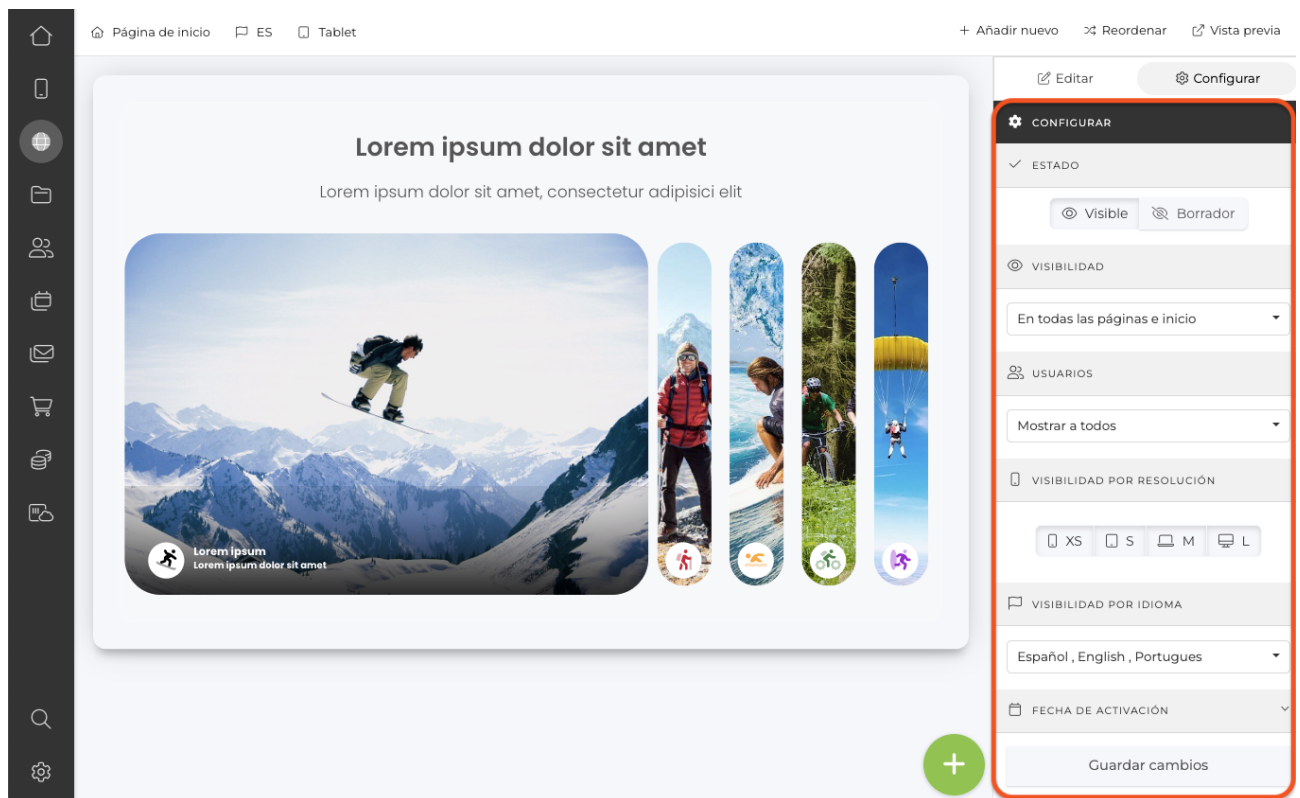 Página de inicio ES Tablet
+ Añadir nuevo Reordenar Vista previa
Editar Configurar
Lorem ipsum dolor sit amet
Lorem ipsum dolor sit amet, consectetur adipisici elit
Lorem ipsum
Lorem ipsum dolor sit amet
CONFIGURAR
ESTADO
Visible Borrador
VISIBILIDAD
En todas las páginas e inicio
USUARIOS
Mostrar a todos
VISIBILIDAD POR RESOLUCIÓN
XS S M L
VISIBILIDAD POR IDIOMA
Español , English , Portugues
FECHA DE ACTIVACIÓN
Guardar cambios